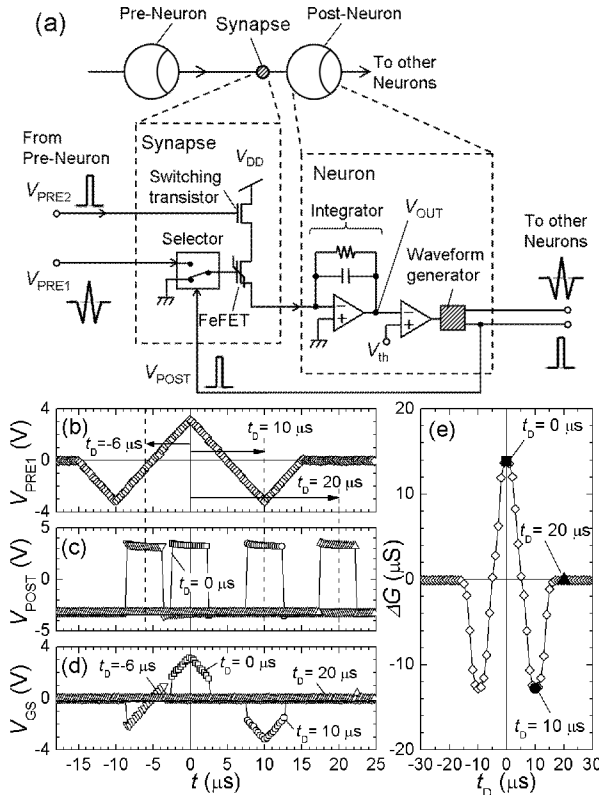 (a)
Pre-Neuron
Synapse
Post-Neuron
To other
Neurons
From
Pre-Neuron
Synapse
Switching
transistor
V_DD
V_PRE2
Selector
V_PRE1
FeFET
V_POST
Neuron
Integrator
V_OUT
Waveform
generator
To other
Neurons
V_th
(b)
4
0
-4
V_PRE1 (V)
t_D=-6 μs
t_D= 10 μs
t_D= 20 μs
(c)
5
0
-5
V_POST (V)
t_D= 0 μs
(d)
4
0
-4
V_GS (V)
t_D=-6 μs
t_D= 0 μs
t_D=
20 μs
t_D=
10 μs
-15 -10 -5 0 5 10 15 20 25
t (μs)
(e)
20
10
0
-10
-20
ΔG (μS)
t_D= 0 μs
t_D= 20 μs
t_D= 10 μs
-30 -20 -10 0 10 20 30
t_D (μs)